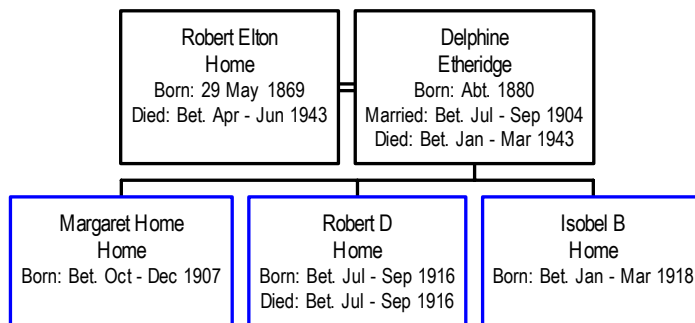 Robert Elton
Home
Born: 29 May 1869
Died: Bet. Apr - Jun 1943
Delphine
Etheridge
Born: Abt. 1880
Married: Bet. Jul - Sep 1904
Died: Bet. Jan - Mar 1943
Margaret Home
Home
Born: Bet. Oct - Dec 1907
Robert D
Home
Born: Bet. Jul - Sep 1916
Died: Bet. Jul - Sep 1916
Isobel B
Home
Born: Bet. Jan - Mar 1918